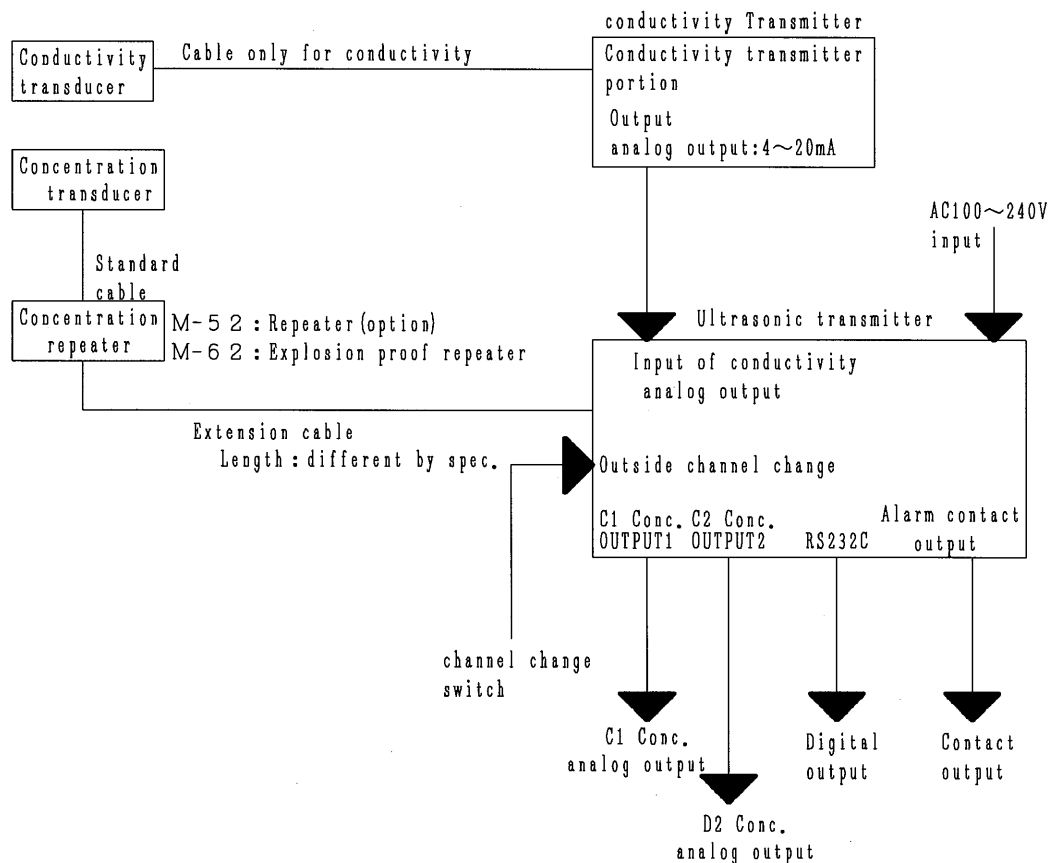 conductivity Transmitter
Conductivity
transducer
Cable only for conductivity
Conductivity transmitter
portion
Output
analog output:4～20mA
Concentration
transducer
AC100～240V
input
Standard
cable
Concentration
repeater
M-52:Repeater(option)
M-62:Explosion proof repeater
Ultrasonic transmitter
Input of conductivity
analog output
Extension cable
Length:different by spec.
Outside channel change
C1 Conc.
OUTPUT1
C2 Conc.
OUTPUT2
RS232C
Alarm contact
output
channel change
switch
C1 Conc.
analog output
Digital
output
Contact
output
D2 Conc.
analog output